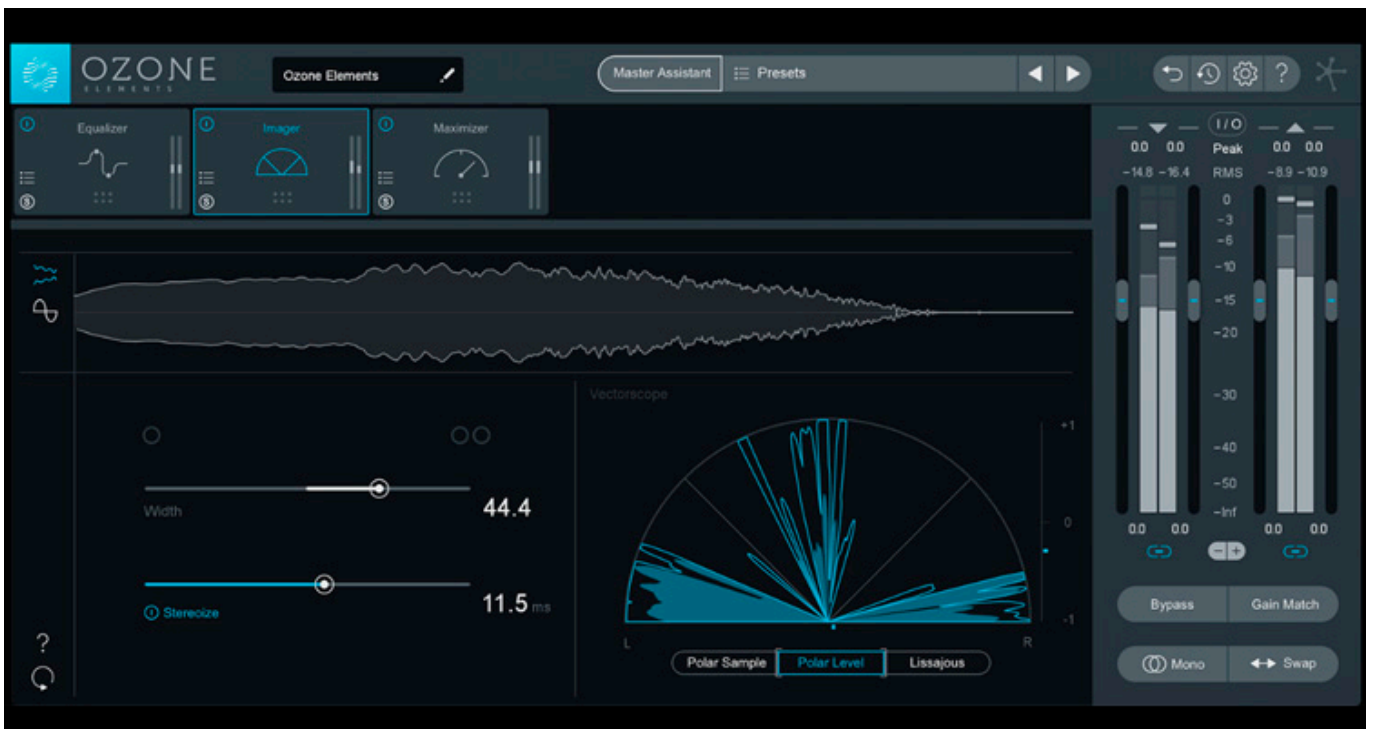 OZONE
ELEMENTS
Ozone Elements
Master Assistant
Presets
?
Equalizer
Imager
Maximizer
S
S
S
I/O
0.0 0.0 Peak 0.0 0.0
-14.8 -16.4 RMS -8.9 -10.9
0
-3
-6
-10
-15
-20
-30
-40
-50
-Inf
0.0 0.0 0.0 0.0
- +
Bypass
Gain Match
Mono
Swap
Width
44.4
Stereoize
11.5 ms
?
Vectorscope
+1
0
-1
L
R
Polar Sample
Polar Level
Lissajous